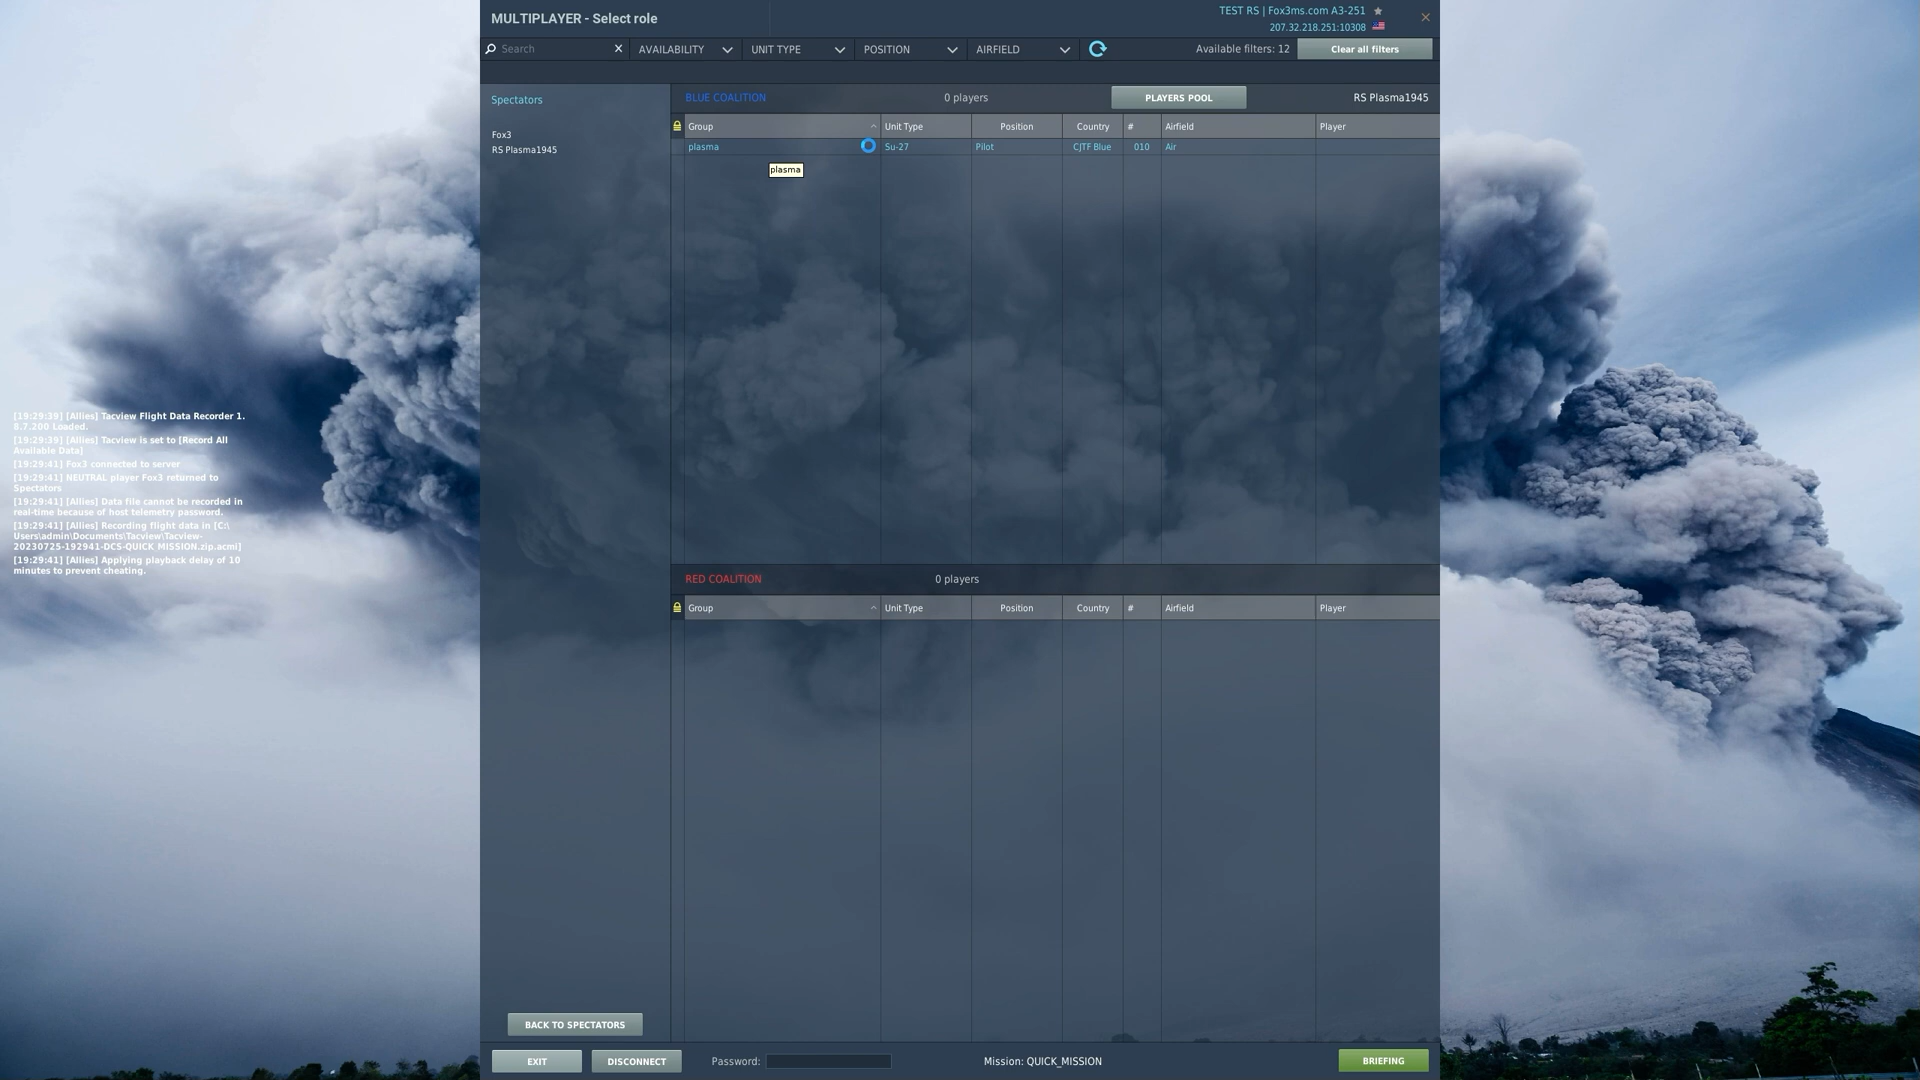 MULTIPLAYER - Select role
TEST RS | Fox3ms.com A3-251
207.32.218.251:10308
Search
AVAILABILITY
UNIT TYPE
POSITION
AIRFIELD
Available filters: 12
Clear all filters
Spectators
Fox3
RS Plasma1945
BLUE COALITION
0 players
PLAYERS POOL
RS Plasma1945
Group
Unit Type
Position
Country
#
Airfield
Player
plasma
Su-27
Pilot
CJTF Blue
010
Air
plasma
[19:29:39] [Allies] Tacview Flight Data Recorder 1.
8.7.200 Loaded.
[19:29:39] [Allies] Tacview is set to [Record All
Available Data]
[19:29:41] Fox3 connected to server
[19:29:41] NEUTRAL player Fox3 returned to
Spectators
[19:29:41] [Allies] Data file cannot be recorded in
real-time because of host telemetry password.
[19:29:41] [Allies] Recording flight data in [C:\
Users\admin\Documents\Tacview\Tacview-
20230725-192941-DCS-QUICK_MISSION.zip.acmi]
[19:29:41] [Allies] Applying playback delay of 10
minutes to prevent cheating.
RED COALITION
0 players
Group
Unit Type
Position
Country
#
Airfield
Player
BACK TO SPECTATORS
EXIT
DISCONNECT
Password:
Mission: QUICK_MISSION
BRIEFING